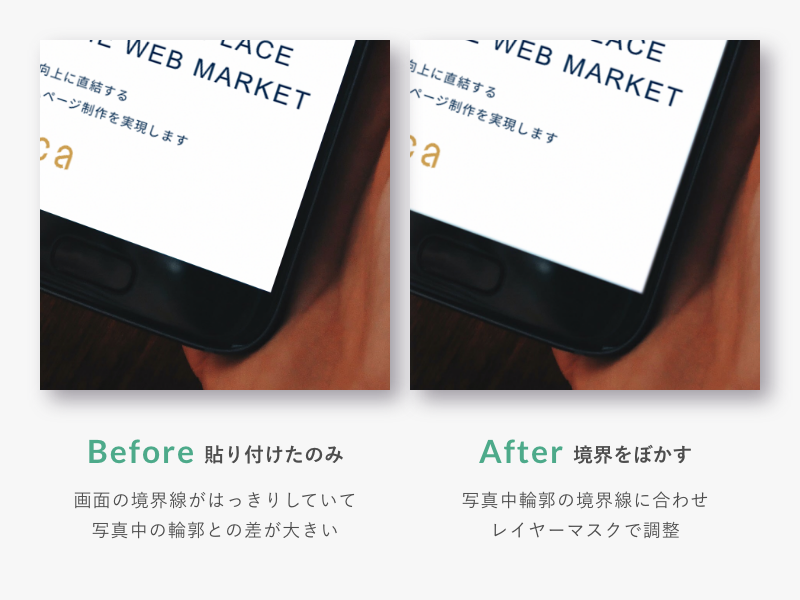 LACE
WEB MARKET
向上に直結する
ページ制作を実現します
ca
LACE
WEB MARKET
向上に直結する
ページ制作を実現します
ca
Before 貼り付けたのみ
画面の境界線がはっきりしていて
写真中の輪郭との差が大きい
After 境界をぼかす
写真中輪郭の境界線に合わせ
レイヤーマスクで調整